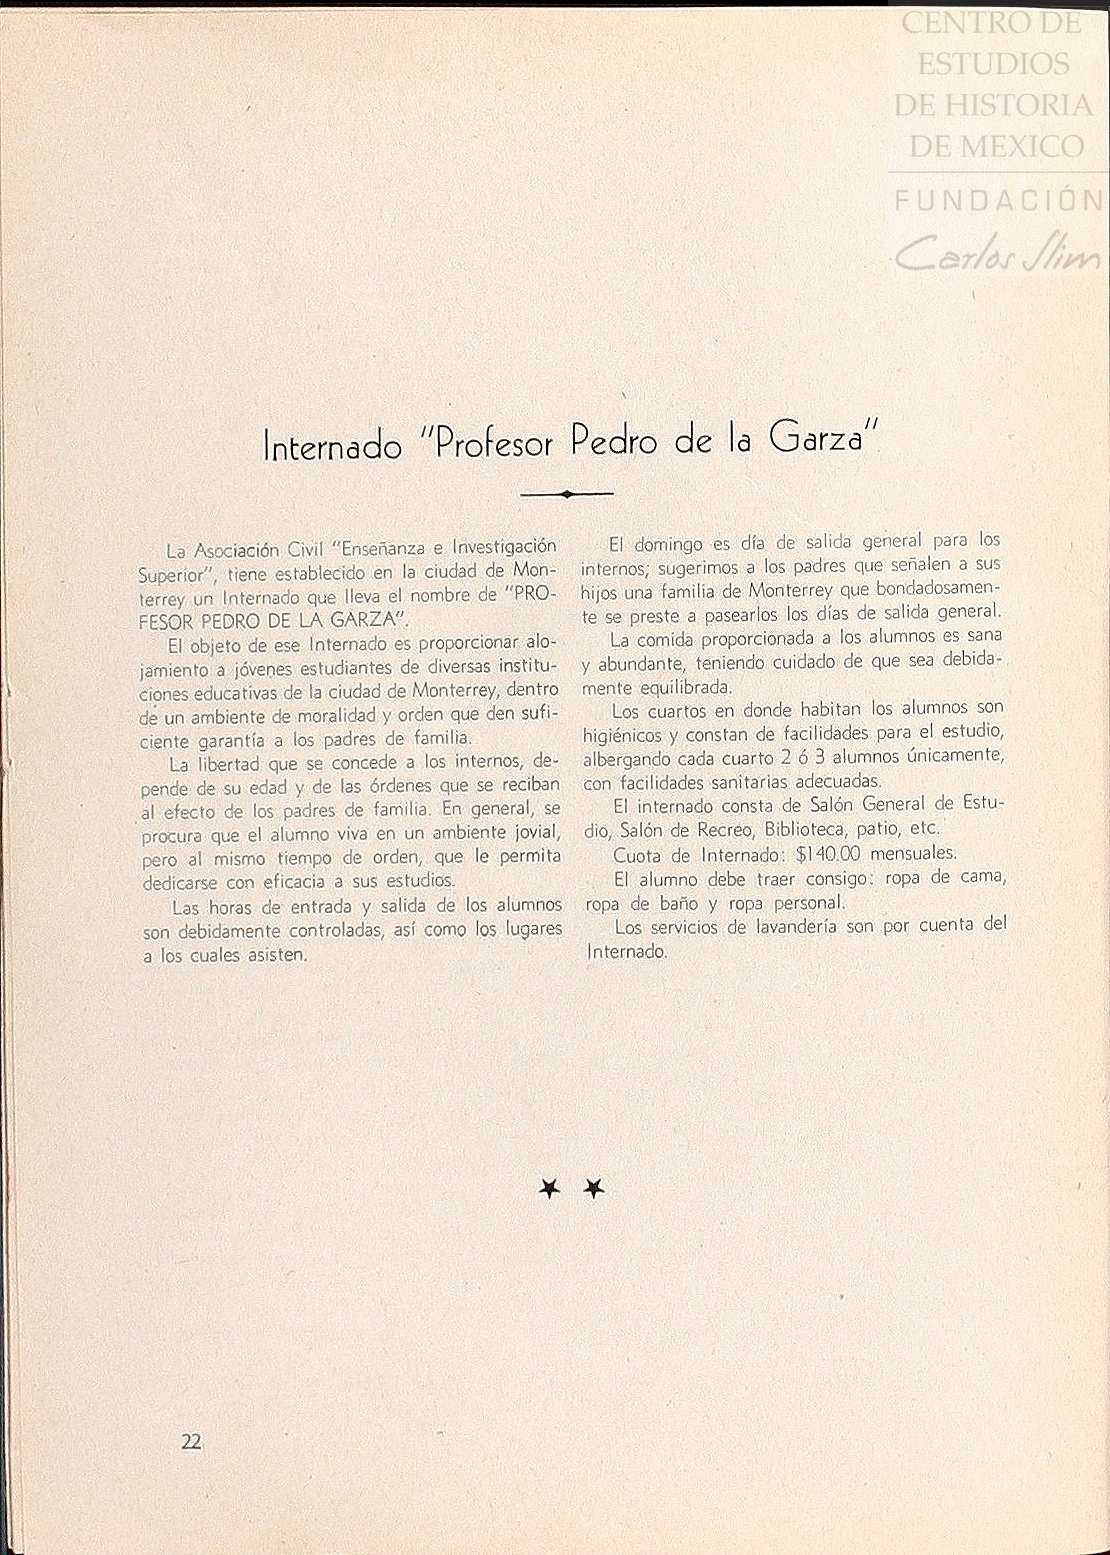 CENTRO DE
ESTUDIOS
DE HISTORIA
DE MEXICO
FUNDACIÓN
Carlos Slim
Internado "Profesor Pedro de la Garza"
La Asociación Civil "Enseñanza e Investigación
Superior", tiene establecido en la ciudad de Mon-
terrey un Internado que lleva el nombre de "PRO-
FESOR PEDRO DE LA GARZA".
El objeto de ese Internado es proporcionar alo-
jamiento a jóvenes estudiantes de diversas institu-
ciones educativas de la ciudad de Monterrey, dentro
de un ambiente de moralidad y orden que den sufi-
ciente garantía a los padres de familia.
La libertad que se concede a los internos, de-
pende de su edad y de las órdenes que se reciban
al efecto de los padres de familia. En general, se
procura que el alumno viva en un ambiente jovial,
pero al mismo tiempo de orden, que le permita
dedicarse con eficacia a sus estudios.
Las horas de entrada y salida de los alumnos
son debidamente controladas, así como los lugares
a los cuales asisten.
El domingo es día de salida general para los
internos; sugerimos a los padres que señalen a sus
hijos una familia de Monterrey que bondadosamen-
te se preste a pasearlos los días de salida general.
La comida proporcionada a los alumnos es sana
y abundante, teniendo cuidado de que sea debida-
mente equilibrada.
Los cuartos en donde habitan los alumnos son
higiénicos y constan de facilidades para el estudio,
albergando cada cuarto 2 ó 3 alumnos únicamente,
con facilidades sanitarias adecuadas.
El internado consta de Salón General de Estu-
dio, Salón de Recreo, Biblioteca, patio, etc.
Cuota de Internado: $140.00 mensuales.
El alumno debe traer consigo: ropa de cama,
ropa de baño y ropa personal.
Los servicios de lavandería son por cuenta del
Internado.
22